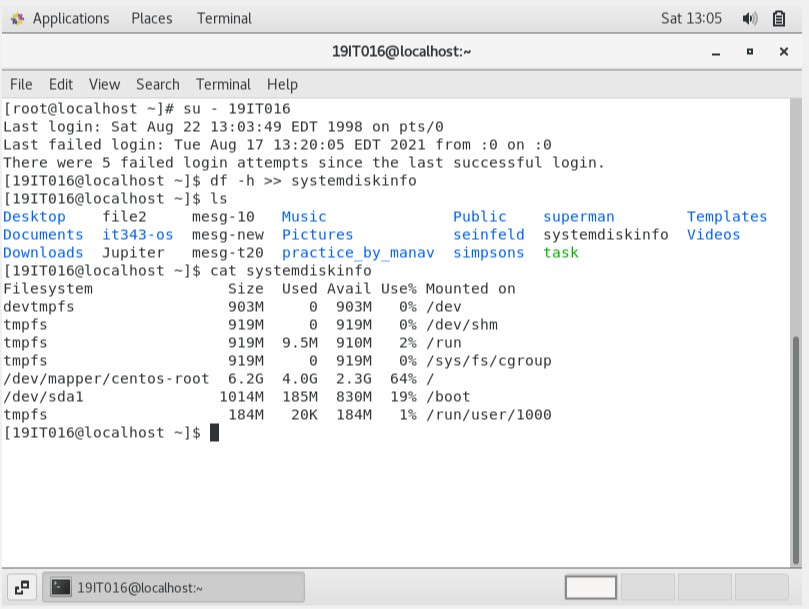 Applications Places Terminal Sat 13:05
19IT016@localhost:~
File Edit View Search Terminal Help
[root@localhost ~]# su - 19IT016
Last login: Sat Aug 22 13:03:49 EDT 1998 on pts/0
Last failed login: Tue Aug 17 13:20:05 EDT 2021 from :0 on :0
There were 5 failed login attempts since the last successful login.
[19IT016@localhost ~]$ df -h >> systemdiskinfo
[19IT016@localhost ~]$ ls
Desktop file2 mesg-10 Music Public superman Templates
Documents it343-os mesg-new Pictures seinfeld systemdiskinfo Videos
Downloads Jupiter mesg-t20 practice_by_manav simpsons task
[19IT016@localhost ~]$ cat systemdiskinfo
Filesystem Size Used Avail Use% Mounted on
devtmpfs 903M 0 903M 0% /dev
tmpfs 919M 0 919M 0% /dev/shm
tmpfs 919M 9.5M 910M 2% /run
tmpfs 919M 0 919M 0% /sys/fs/cgroup
/dev/mapper/centos-root 6.2G 4.0G 2.3G 64% /
/dev/sda1 1014M 185M 830M 19% /boot
tmpfs 184M 20K 184M 1% /run/user/1000
[19IT016@localhost ~]$
19IT016@localhost:~